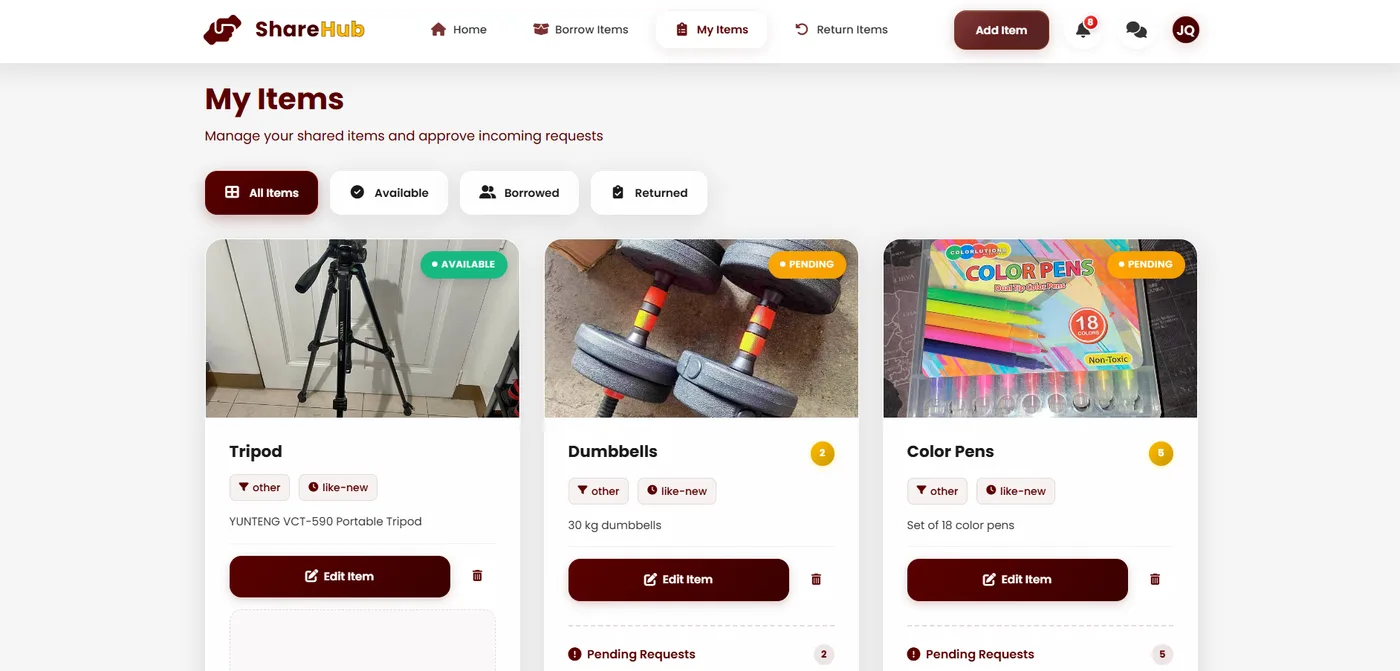 ShareHub
Home
Borrow Items
My Items
Return Items
Add Item
8
JQ
My Items
Manage your shared items and approve incoming requests
All Items
Available
Borrowed
Returned
AVAILABLE
PENDING
COLORLUTIONS
COLOR PENS
Dual Tip Color Pens
18
COLORS
Non-Toxic
PENDING
Tripod
other
like-new
YUNTENG VCT-590 Portable Tripod
Edit Item
Dumbbells
2
other
like-new
30 kg dumbbells
Edit Item
Pending Requests
2
Color Pens
5
other
like-new
Set of 18 color pens
Edit Item
Pending Requests
5